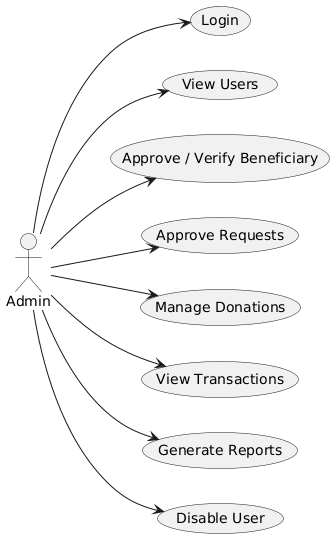 Login
View Users
Approve / Verify Beneficiary
Approve Requests
Admin
Manage Donations
View Transactions
Generate Reports
Disable User